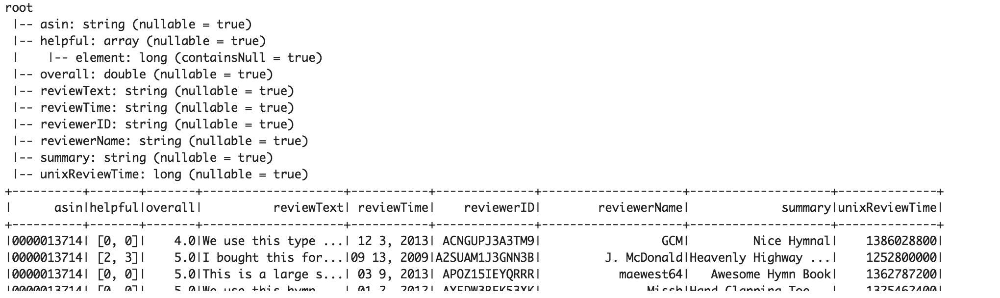 root
 |-- asin: string (nullable = true)
 |-- helpful: array (nullable = true)
 |    |-- element: long (containsNull = true)
 |-- overall: double (nullable = true)
 |-- reviewText: string (nullable = true)
 |-- reviewTime: string (nullable = true)
 |-- reviewerID: string (nullable = true)
 |-- reviewerName: string (nullable = true)
 |-- summary: string (nullable = true)
 |-- unixReviewTime: long (nullable = true)
+----------+-------+-------+--------------------+-----------+--------------+--------------------+--------------------+--------------+
|      asin|helpful|overall|          reviewText| reviewTime|    reviewerID|        reviewerName|             summary|unixReviewTime|
+----------+-------+-------+--------------------+-----------+--------------+--------------------+--------------------+--------------+
|0000013714| [0, 0]|    4.0|We use this type ...| 12 3, 2013| ACNGUPJ3A3TM9|                 GCM|         Nice Hymnal|    1386028800|
|0000013714| [2, 3]|    5.0|I bought this for...|09 13, 2009|A2SUAM1J3GNN3B|         J. McDonald|Heavenly Highway ...|    1252800000|
|0000013714| [0, 0]|    5.0|This is a large s...| 03 9, 2013| APOZ15IEYQRRR|           maewest64|   Awesome Hymn Book|    1362787200|
|0000013714| [0, 0]|    5.0|We use this hymn ...| 01 2, 2012| AYEDW3BFK53XK|               Missb|Hand Clapping Toe ...|    1325462400|